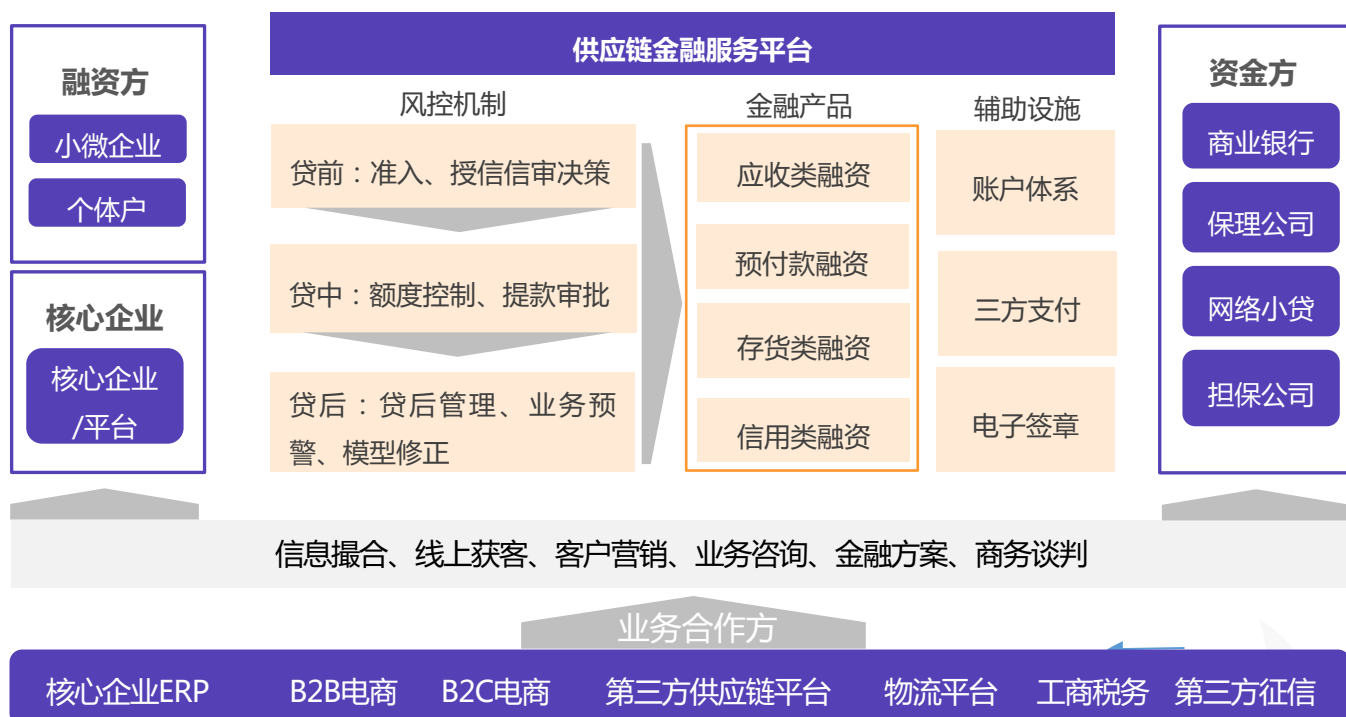 供应链金融服务平台
融资方
小微企业
个体户
核心企业
核心企业
/平台
风控机制
贷前：准入、授信信审决策
贷中：额度控制、提款审批
贷后：贷后管理、业务预
警、模型修正
金融产品
应收类融资
预付款融资
存货类融资
信用类融资
辅助设施
账户体系
三方支付
电子签章
资金方
商业银行
保理公司
网络小贷
担保公司
信息撮合、线上获客、客户营销、业务咨询、金融方案、商务谈判
业务合作方
核心企业ERP B2B电商 B2C电商 第三方供应链平台 物流平台 工商税务 第三方征信